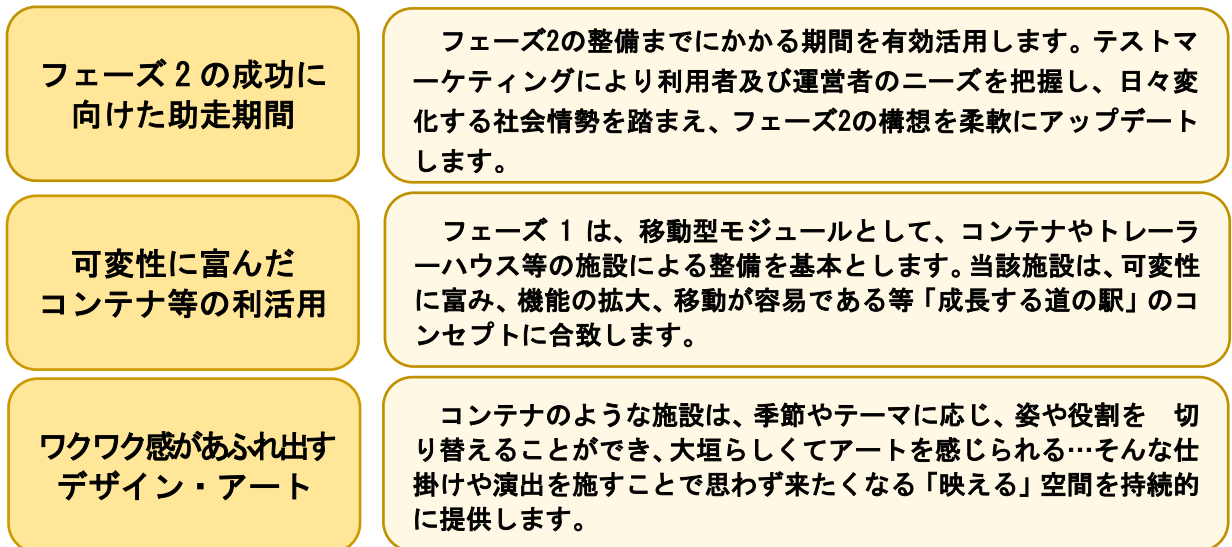 フェーズ２の成功に
向けた助走期間
フェーズ2の整備までにかかる期間を有効活用します。テストマ
ーケティングにより利用者及び運営者のニーズを把握し、日々変
化する社会情勢を踏まえ、フェーズ2の構想を柔軟にアップデート
します。
可変性に富んだ
コンテナ等の利活用
フェーズ 1 は、移動型モジュールとして、コンテナやトレーラ
ーハウス等の施設による整備を基本とします。当該施設は、可変性
に富み、機能の拡大、移動が容易である等「成長する道の駅」のコ
ンセプトに合致します。
ワクワク感があふれ出す
デザイン・アート
コンテナのような施設は、季節やテーマに応じ、姿や役割を　切
り替えることができ、大垣らしくてアートを感じられる…そんな仕
掛けや演出を施すことで思わず来たくなる「映える」空間を持続的
に提供します。